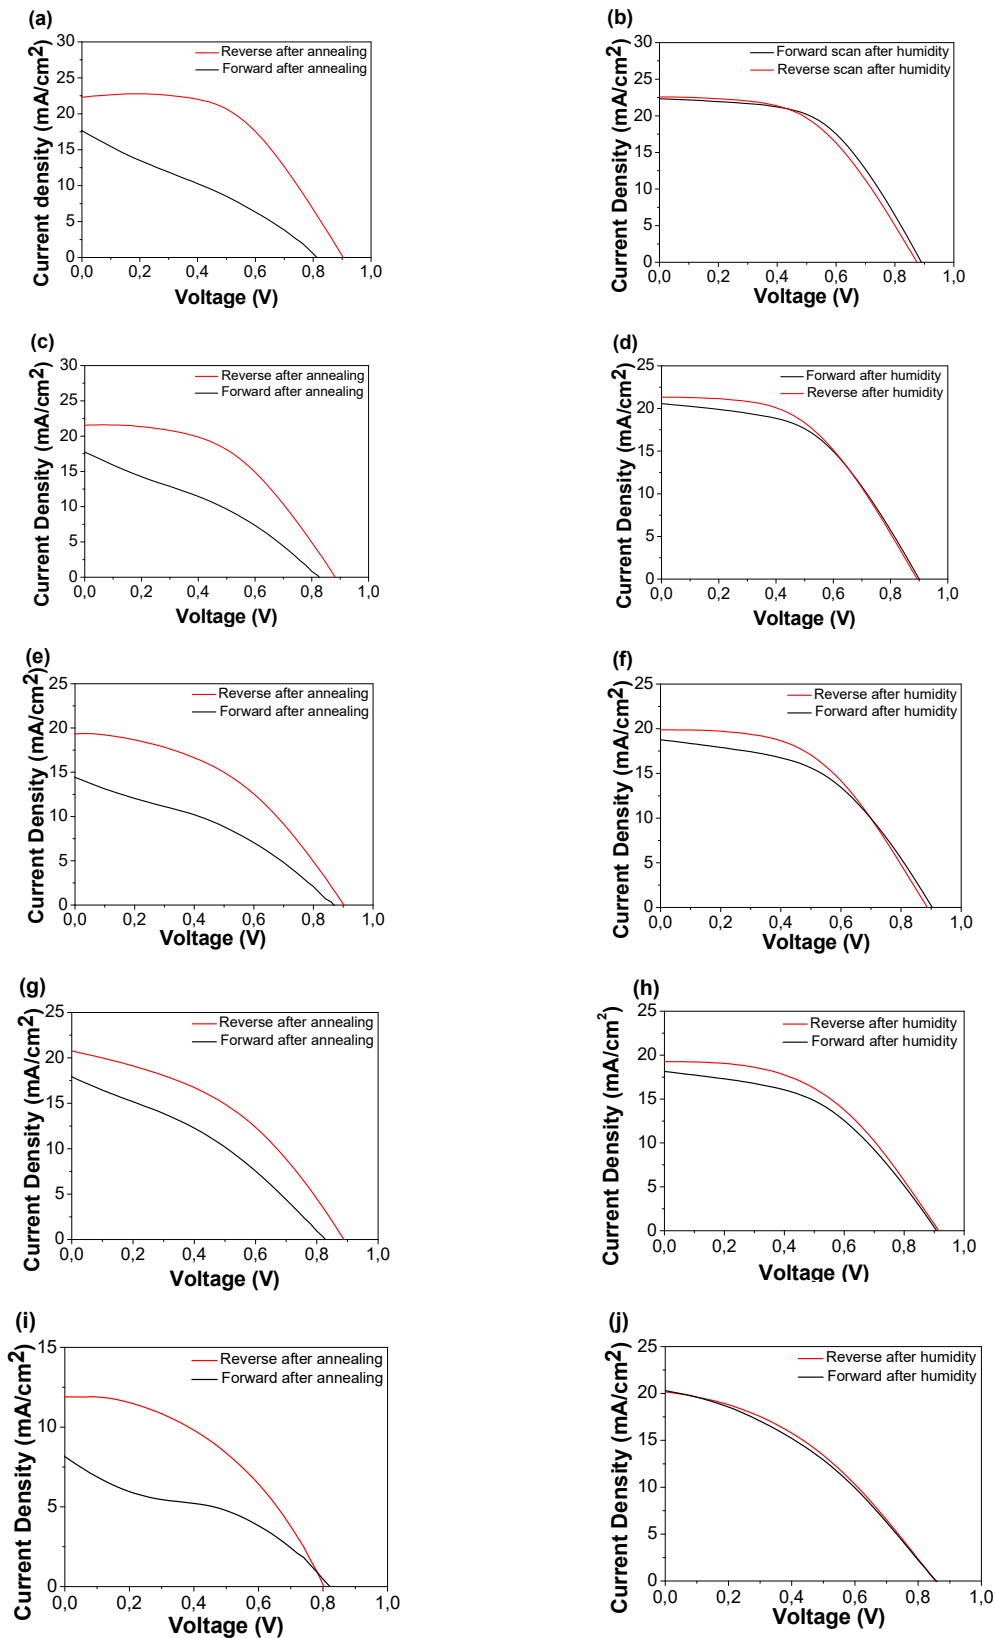 (a)
Current density (mA/cm2)
30
25
20
15
10
5
0
Reverse after annealing
Forward after annealing
0,0 0,2 0,4 0,6 0,8 1,0
Voltage (V)
(b)
Current Density (mA/cm2)
30
25
20
15
10
5
0
Forward scan after humidity
Reverse scan after humidity
0,0 0,2 0,4 0,6 0,8 1,0
Voltage (V)
(c)
Current Density (mA/cm2)
30
25
20
15
10
5
0
Reverse after annealing
Forward after annealing
0,0 0,2 0,4 0,6 0,8 1,0
Voltage (V)
(d)
Current Density (mA/cm2)
25
20
15
10
5
0
Forward after humidity
Reverse after humidity
0,0 0,2 0,4 0,6 0,8 1,0
Voltage (V)
(e)
Current Density (mA/cm²)
25
20
15
10
5
0
Reverse after annealing
Forward after annealing
0,0 0,2 0,4 0,6 0,8 1,0
Voltage (V)
(f)
Current Density (mA/cm²)
25
20
15
10
5
0
Reverse after humidity
Forward after humidity
0,0 0,2 0,4 0,6 0,8 1,0
Voltage (V)
(g)
Current Density (mA/cm²)
25
20
15
10
5
0
Reverse after annealing
Forward after annealing
0,0 0,2 0,4 0,6 0,8 1,0
Voltage (V)
(h)
Current Density (mA/cm²)
25
20
15
10
5
0
Reverse after humidity
Forward after humidity
0,0 0,2 0,4 0,6 0,8 1,0
Voltage (V)
(i)
Current Density (mA/cm2)
15
10
5
0
Reverse after annealing
Forward after annealing
0,0 0,2 0,4 0,6 0,8 1,0
Voltage (V)
(j)
Current Density (mA/cm2)
25
20
15
10
5
0
Reverse after humidity
Forward after humidity
0,0 0,2 0,4 0,6 0,8 1,0
Voltage (V)